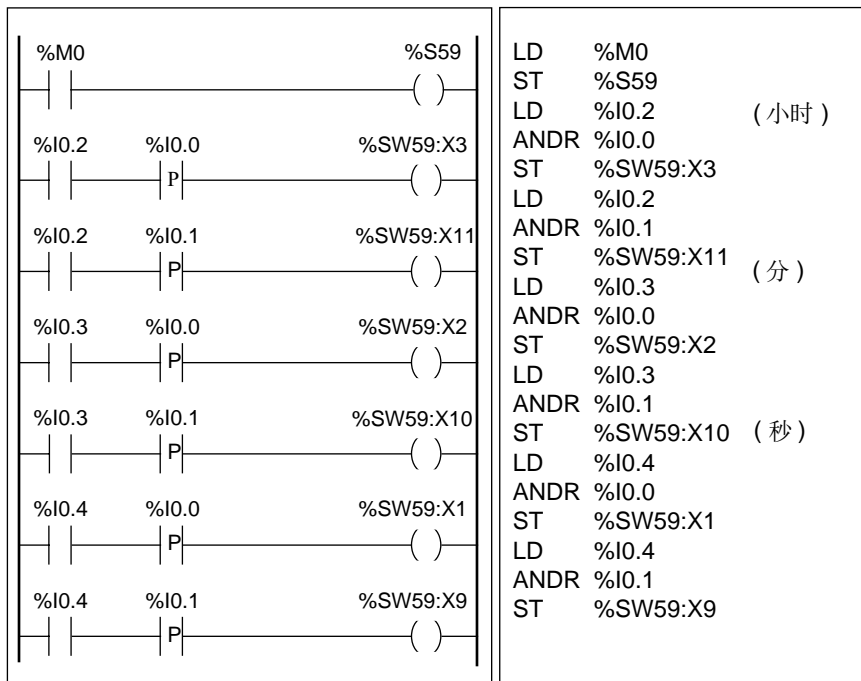 %M0 %S59
%I0.2 %I0.0 %SW59:X3
P
%I0.2 %I0.1 %SW59:X11
P
%I0.3 %I0.0 %SW59:X2
P
%I0.3 %I0.1 %SW59:X10
P
%I0.4 %I0.0 %SW59:X1
P
%I0.4 %I0.1 %SW59:X9
P
LD %M0
ST %S59
LD %I0.2 ( 小时 )
ANDR %I0.0
ST %SW59:X3
LD %I0.2
ANDR %I0.1
ST %SW59:X11 ( 分 )
LD %I0.3
ANDR %I0.0
ST %SW59:X2
LD %I0.3
ANDR %I0.1
ST %SW59:X10 ( 秒 )
LD %I0.4
ANDR %I0.0
ST %SW59:X1
LD %I0.4
ANDR %I0.1
ST %SW59:X9